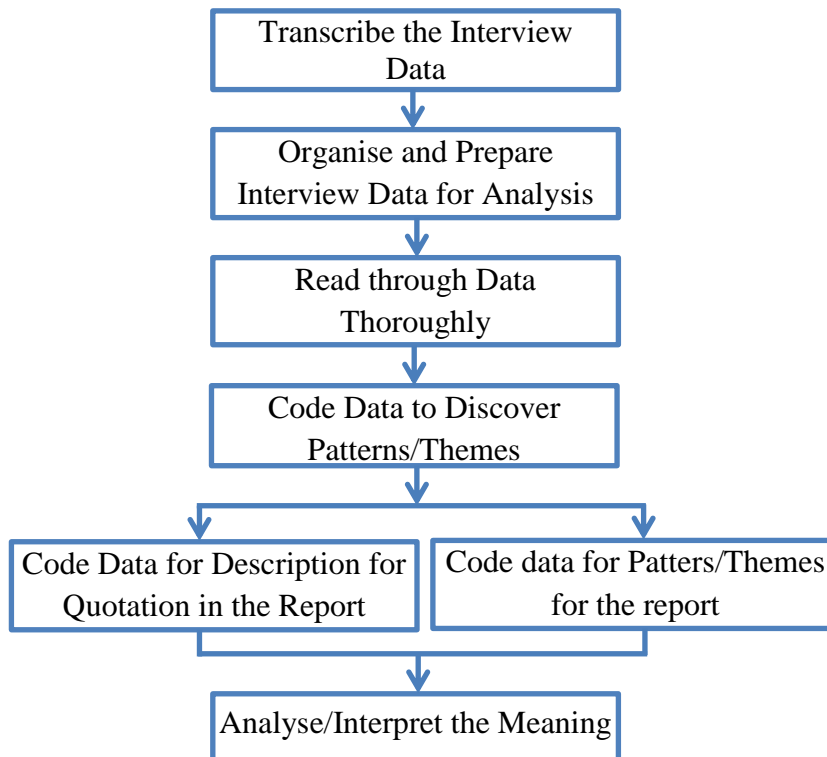 Transcribe the Interview
Data
Organise and Prepare
Interview Data for Analysis
Read through Data
Thoroughly
Code Data to Discover
Patterns/Themes
Code Data for Description for
Quotation in the Report
Code data for Patters/Themes
for the report
Analyse/Interpret the Meaning